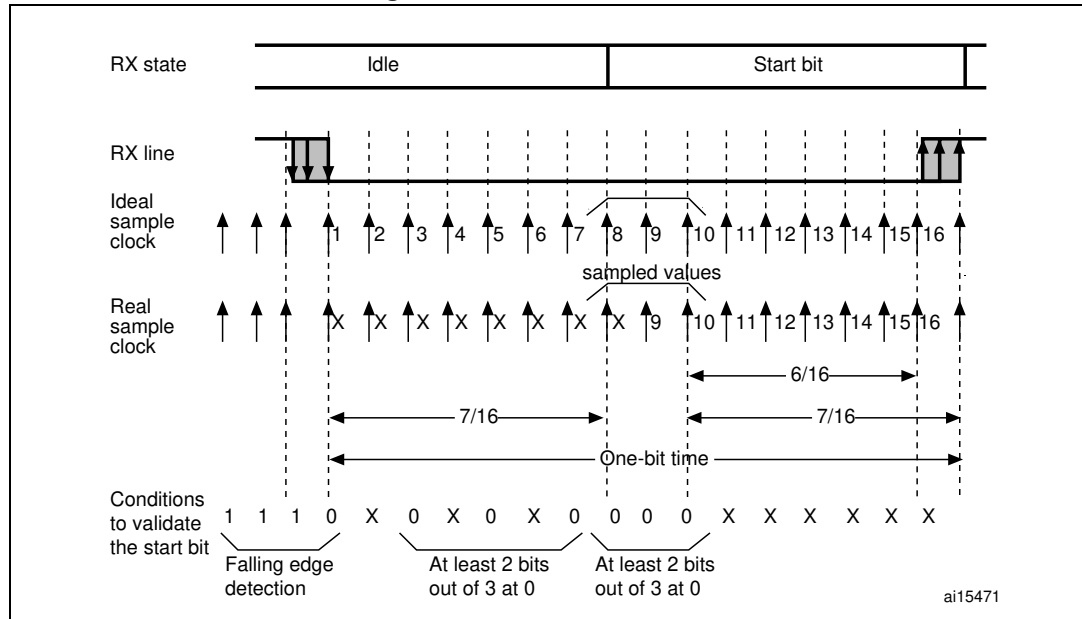 RX state
Idle
Start bit
RX line
Ideal
sample
clock
1 2 3 4 5 6 7 8 9 10 11 12 13 14 15 16
sampled values
Real
sample
clock
X X X X X X X X 9 10 11 12 13 14 15 16
6/16
7/16
7/16
One-bit time
Conditions
to validate
the start bit
1 1 1 0 X 0 X 0 X 0 0 0 0 X X X X X X
Falling edge
detection
At least 2 bits
out of 3 at 0
At least 2 bits
out of 3 at 0
ai15471